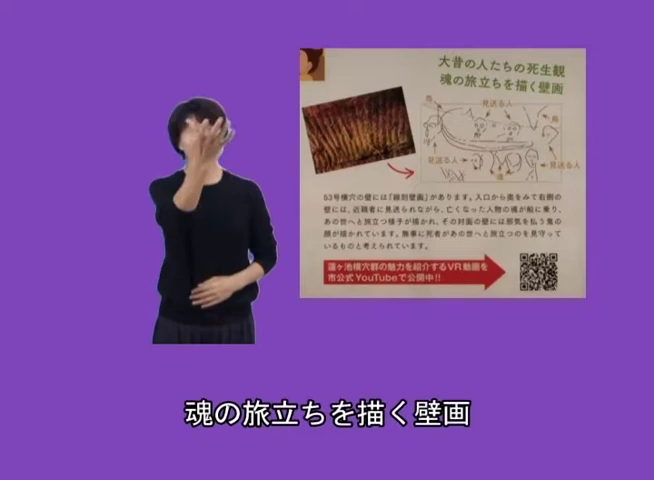 大昔の人たちの死生観
魂の旅立ちを描く壁画
鳥
見送る人
鳥
見送る人
見送る人
魚
53号横穴の壁には『線刻壁画』があります。入口から奥をみて右側の
壁には、近親者に見送られながら、亡くなった人物の魂が船に乗り、
あの世へと旅立つ様子が描かれ、その対面の壁には邪気を払う鬼の
顔が描かれています。無事に死者があの世へと旅立つのを見守って
いるものと考えられています。
蓮ヶ池横穴群の魅力を紹介するVR動画を
市公式YouTubeで公開中!!
魂の旅立ちを描く壁画